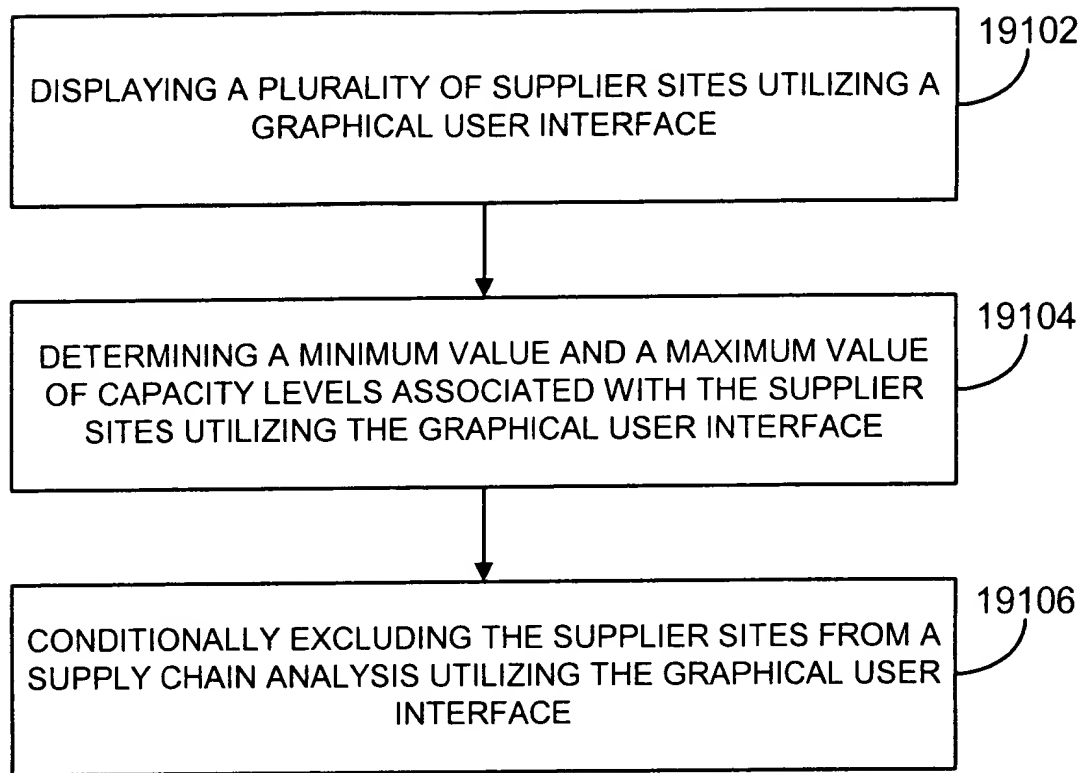 19102
DISPLAYING A PLURALITY OF SUPPLIER SITES UTILIZING A
GRAPHICAL USER INTERFACE
19104
DETERMINING A MINIMUM VALUE AND A MAXIMUM VALUE
OF CAPACITY LEVELS ASSOCIATED WITH THE SUPPLIER
SITES UTILIZING THE GRAPHICAL USER INTERFACE
19106
CONDITIONALLY EXCLUDING THE SUPPLIER SITES FROM A
SUPPLY CHAIN ANALYSIS UTILIZING THE GRAPHICAL USER
INTERFACE